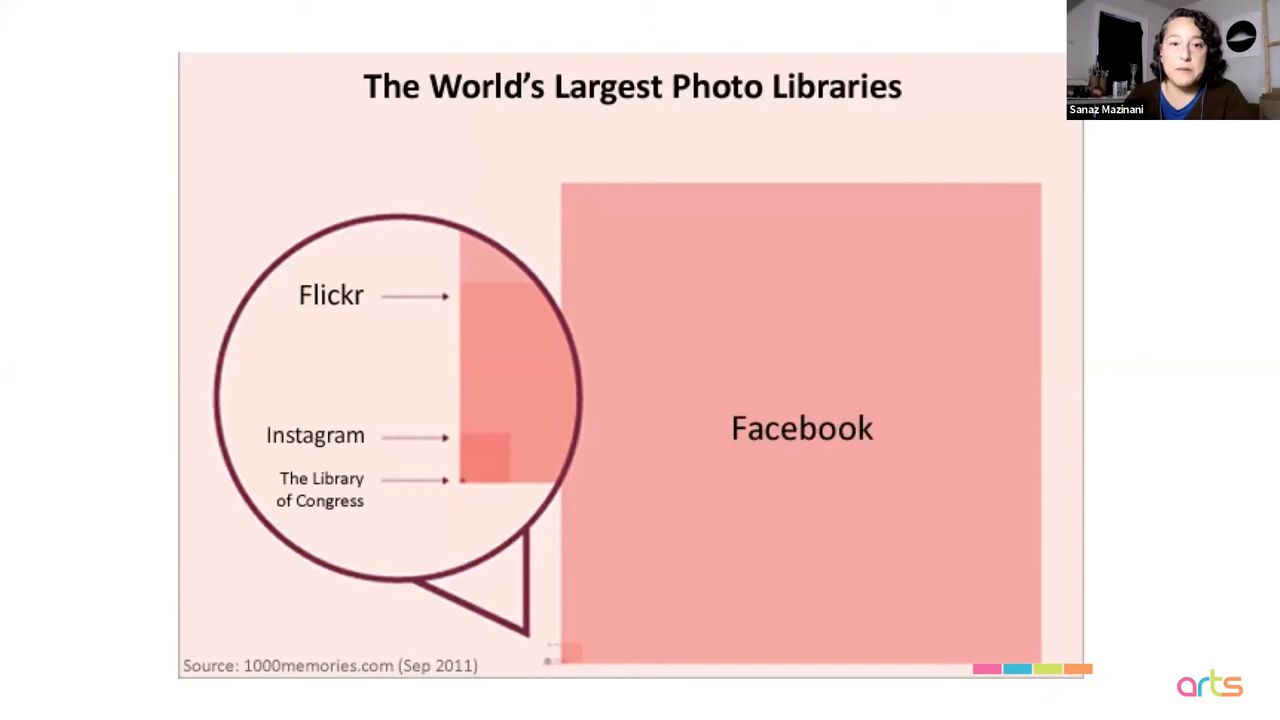 The World's Largest Photo Libraries
Sanaz Mazinani
Flickr
Instagram
The Library
of Congress
Facebook
Source: 1000memories.com (Sep 2011)
arts